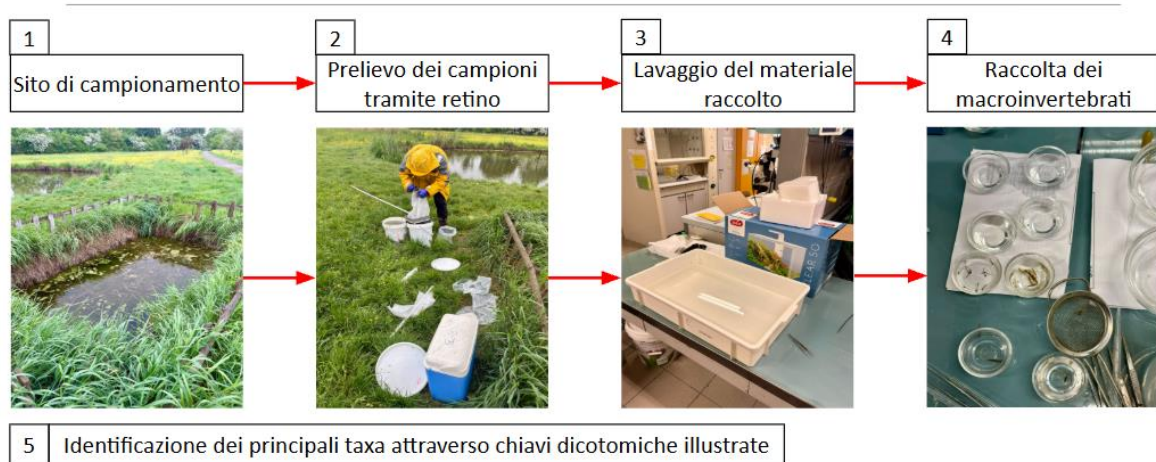 1
Sito di campionamento
2
Prelievo dei campioni
tramite retino
3
Lavaggio del materiale
raccolto
4
Raccolta dei
macroinvertebrati
5 Identificazione dei principali taxa attraverso chiavi dicotomiche illustrate